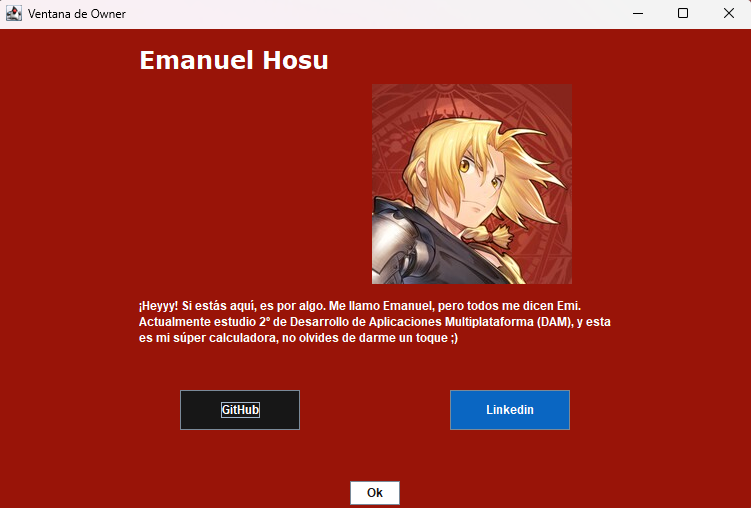 Ventana de Owner
Emanuel Hosu
¡Heyyy! Si estás aquí, es por algo. Me llamo Emanuel, pero todos me dicen Emi.
Actualmente estudio 2º de Desarrollo de Aplicaciones Multiplataforma (DAM), y esta
es mi súper calculadora, no olvides de darme un toque ;)
GitHub
Linkedin
Ok